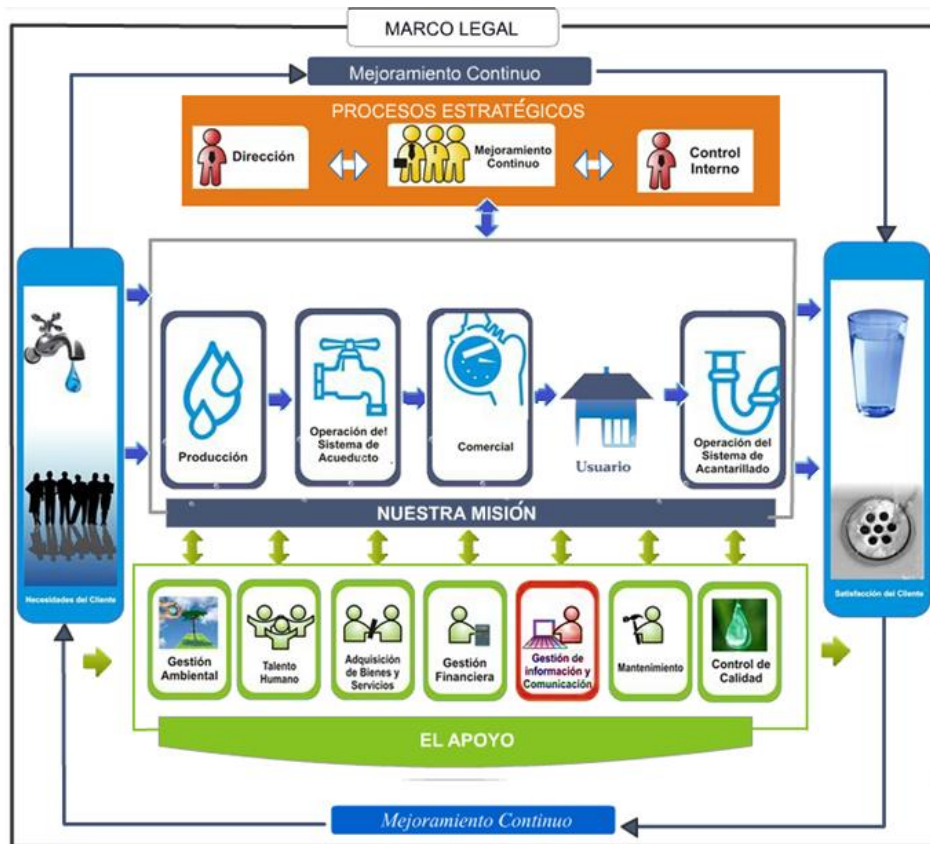 MARCO LEGAL
Mejoramiento Continuo
PROCESOS ESTRATÉGICOS
Dirección
Mejoramiento
Continuo
Control
Interno
Necesidades del Cliente
Producción
Operación del
Sistema de
Acueducto
Comercial
Usuario
Operación del
Sistema de
Acantarillado
NUESTRA MISIÓN
Satisfacción del Cliente
Gestión
Ambiental
Talento
Humano
Adquisición
de Bienes y
Servicios
Gestión
Financiera
Gestión de
información y
Comunicación
Mantenimiento
Control de
Calidad
EL APOYO
Mejoramiento Continuo